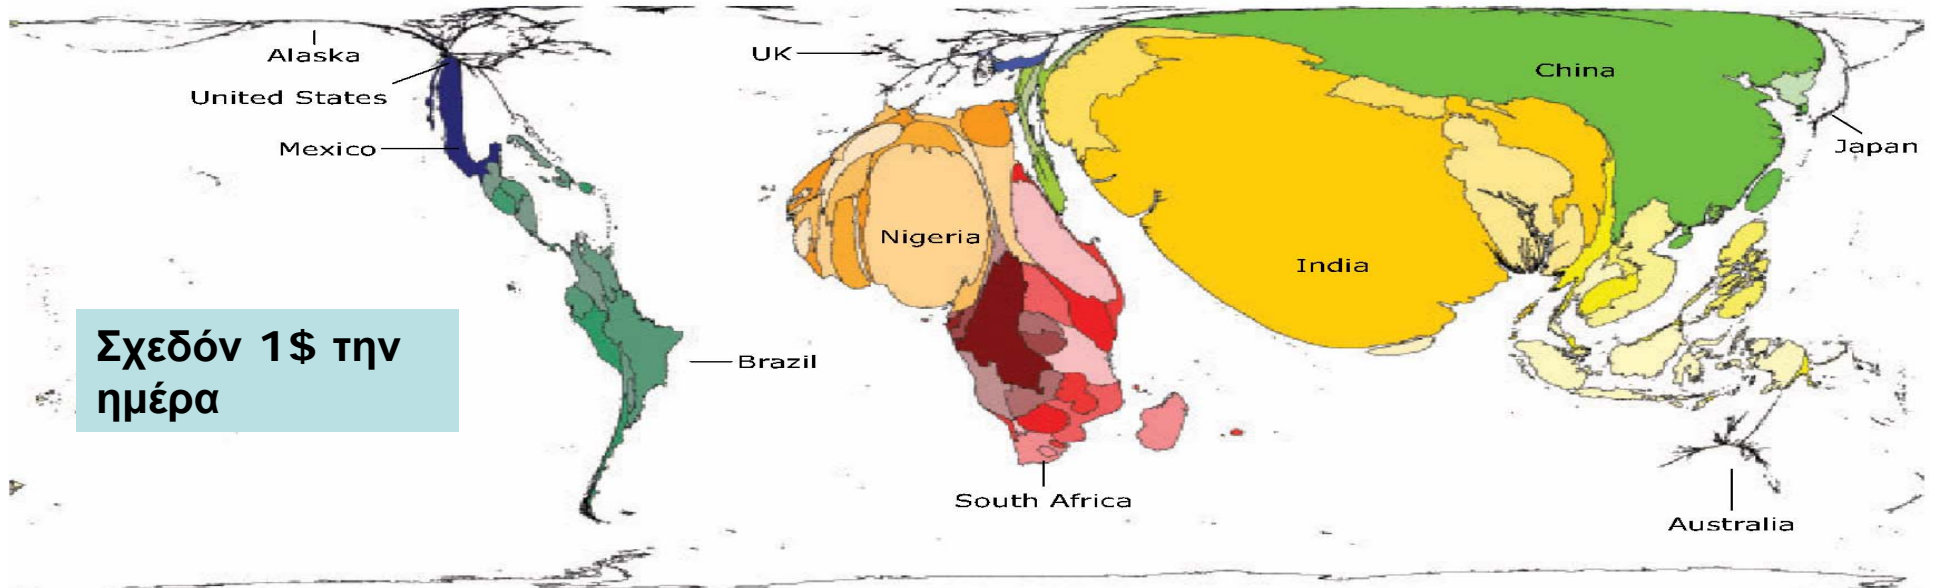 Alaska
United States
Mexico
UK
China
Japan
Nigeria
India
Σχεδόν 1$ την
ημέρα
Brazil
South Africa
Australia